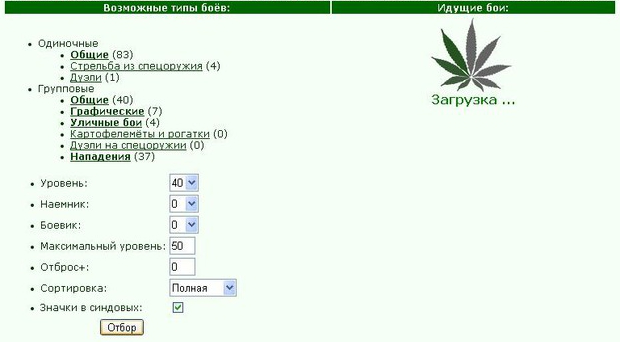 Возможные типы боёв:
Идущие бои:
Одиночные
Общие (83)
Стрельба из спецоружия (4)
Дуэли (1)
Групповые
Общие (40)
Графические (7)
Уличные бои (4)
Картофелемёты и рогатки (0)
Дуэли на спецоружии (0)
Нападения (37)
Уровень: 40
Наемник: 0
Боевик: 0
Максимальный уровень: 50
Отброс+: 0
Сортировка: Полная
Значки в синдовых:
Отбор
Загрузка ...